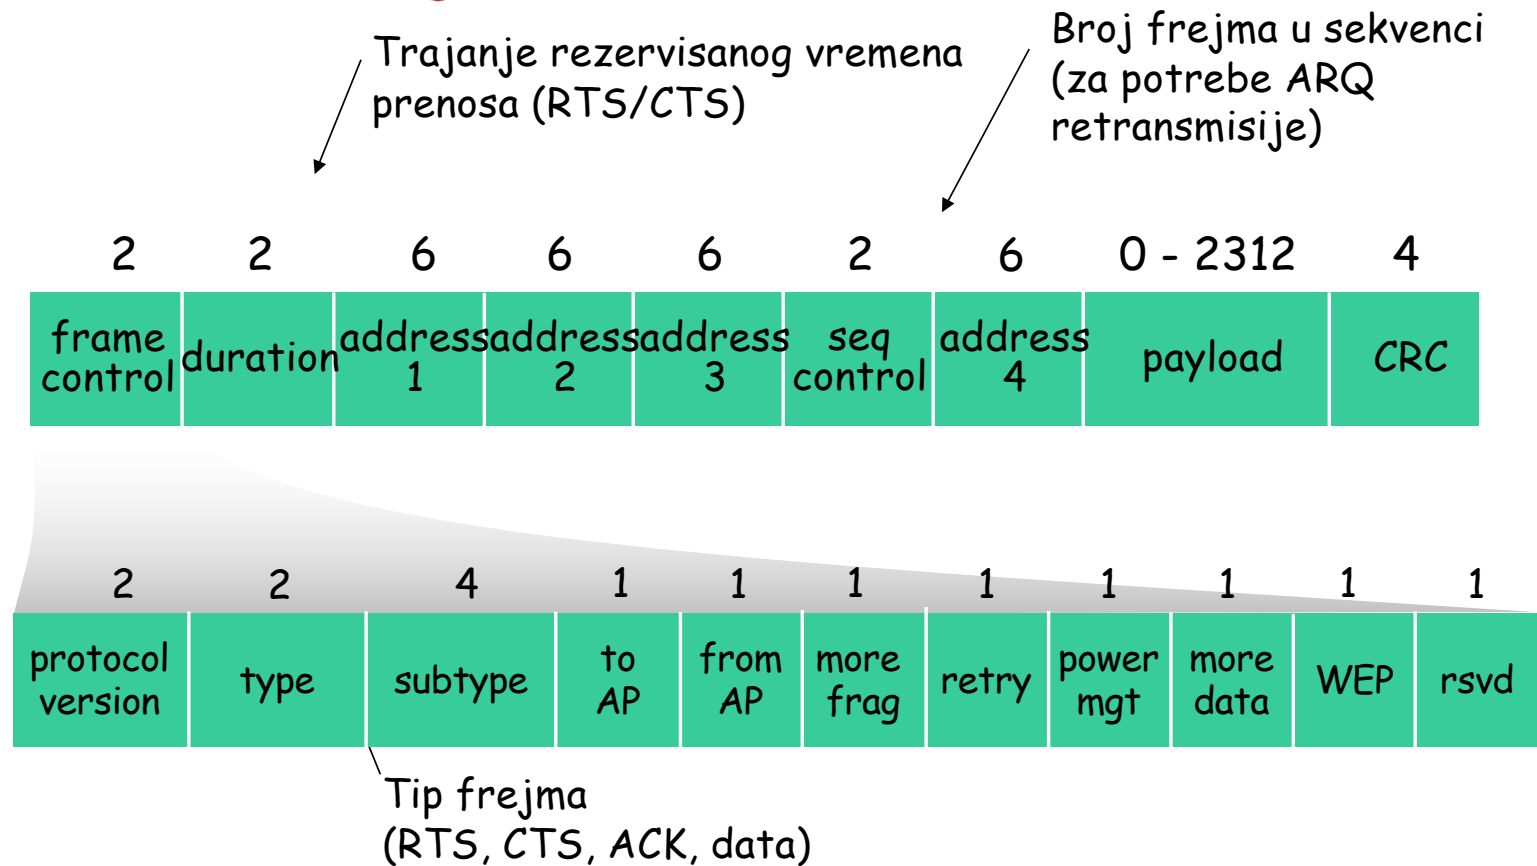 Trajanje rezervisanog vremena
prenosa (RTS/CTS)
Broj frejma u sekvenci
(za potrebe ARQ
retransmisije)
2 2 6 6 6 2 6 0 - 2312 4
frame
control
duration
address
1
address
2
address
3
seq
control
address
4
payload
CRC
2 2 4 1 1 1 1 1 1 1 1
protocol
version
type
subtype
to
AP
from
AP
more
frag
retry
power
mgt
more
data
WEP
rsvd
Tip frejma
(RTS, CTS, ACK, data)